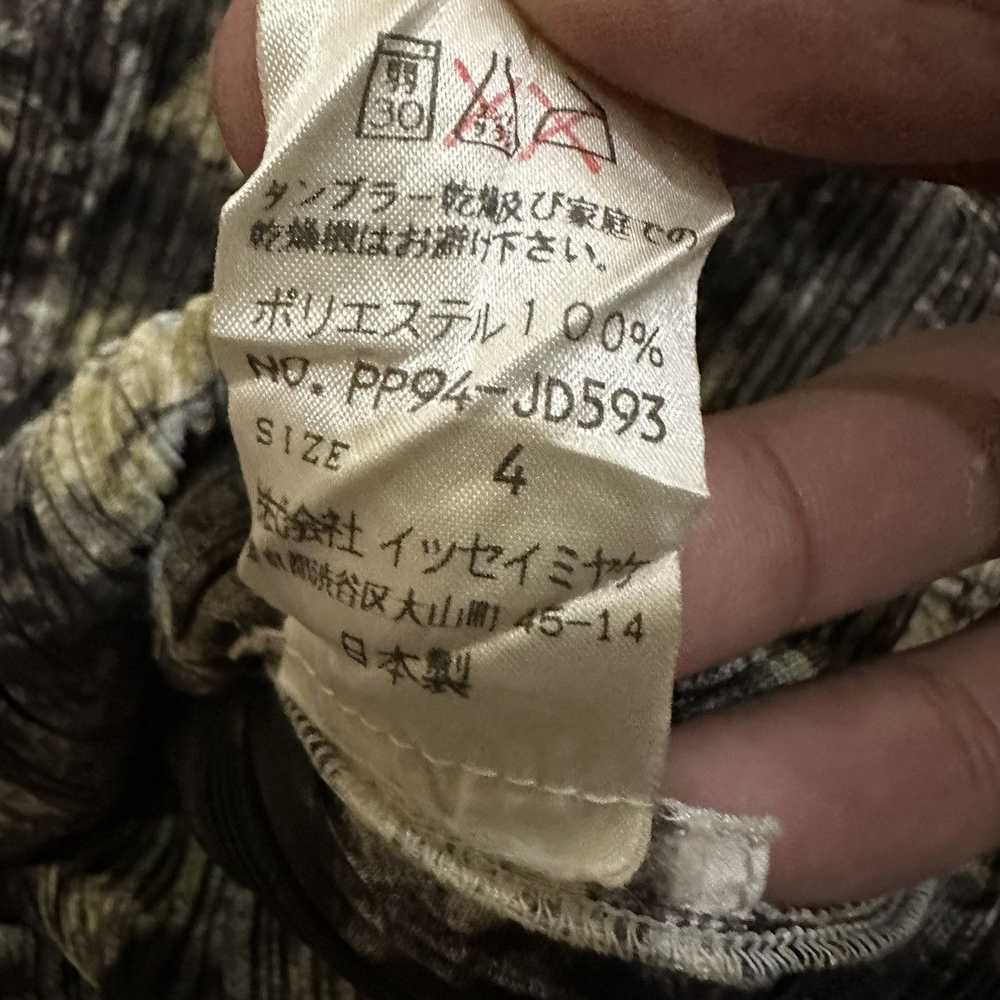 弱
30
タンブラー乾燥及び家庭での
乾燥機はお避け下さい。
ポリエステル100%
NO. PP94-JD593
SIZE 4
株式会社 イッセイミヤケ
渋谷区大山町 45-14
日本製